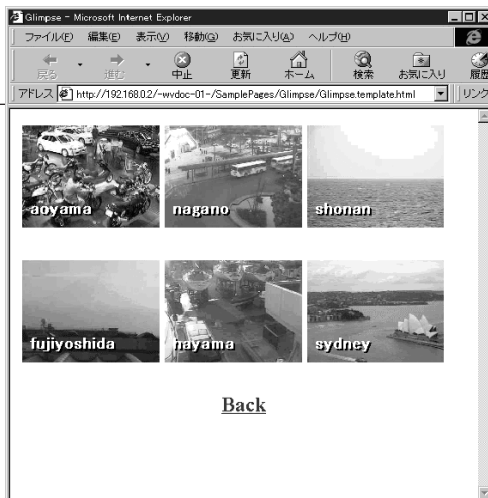 Glimpse - Microsoft Internet Explorer
ファイル(F) 編集(E) 表示(V) 移動(G) お気に入り(A) ヘルプ(H)
戻る 進む 中止 更新 ホーム 検索 お気に入り 履歴
アドレス http://192.168.0.2/-wvdoc-01-/SamplePages/Glimpse/Glimpse.template.html リンク
aoyama nagano shonan
fujiyoshida hayama sydney
Back